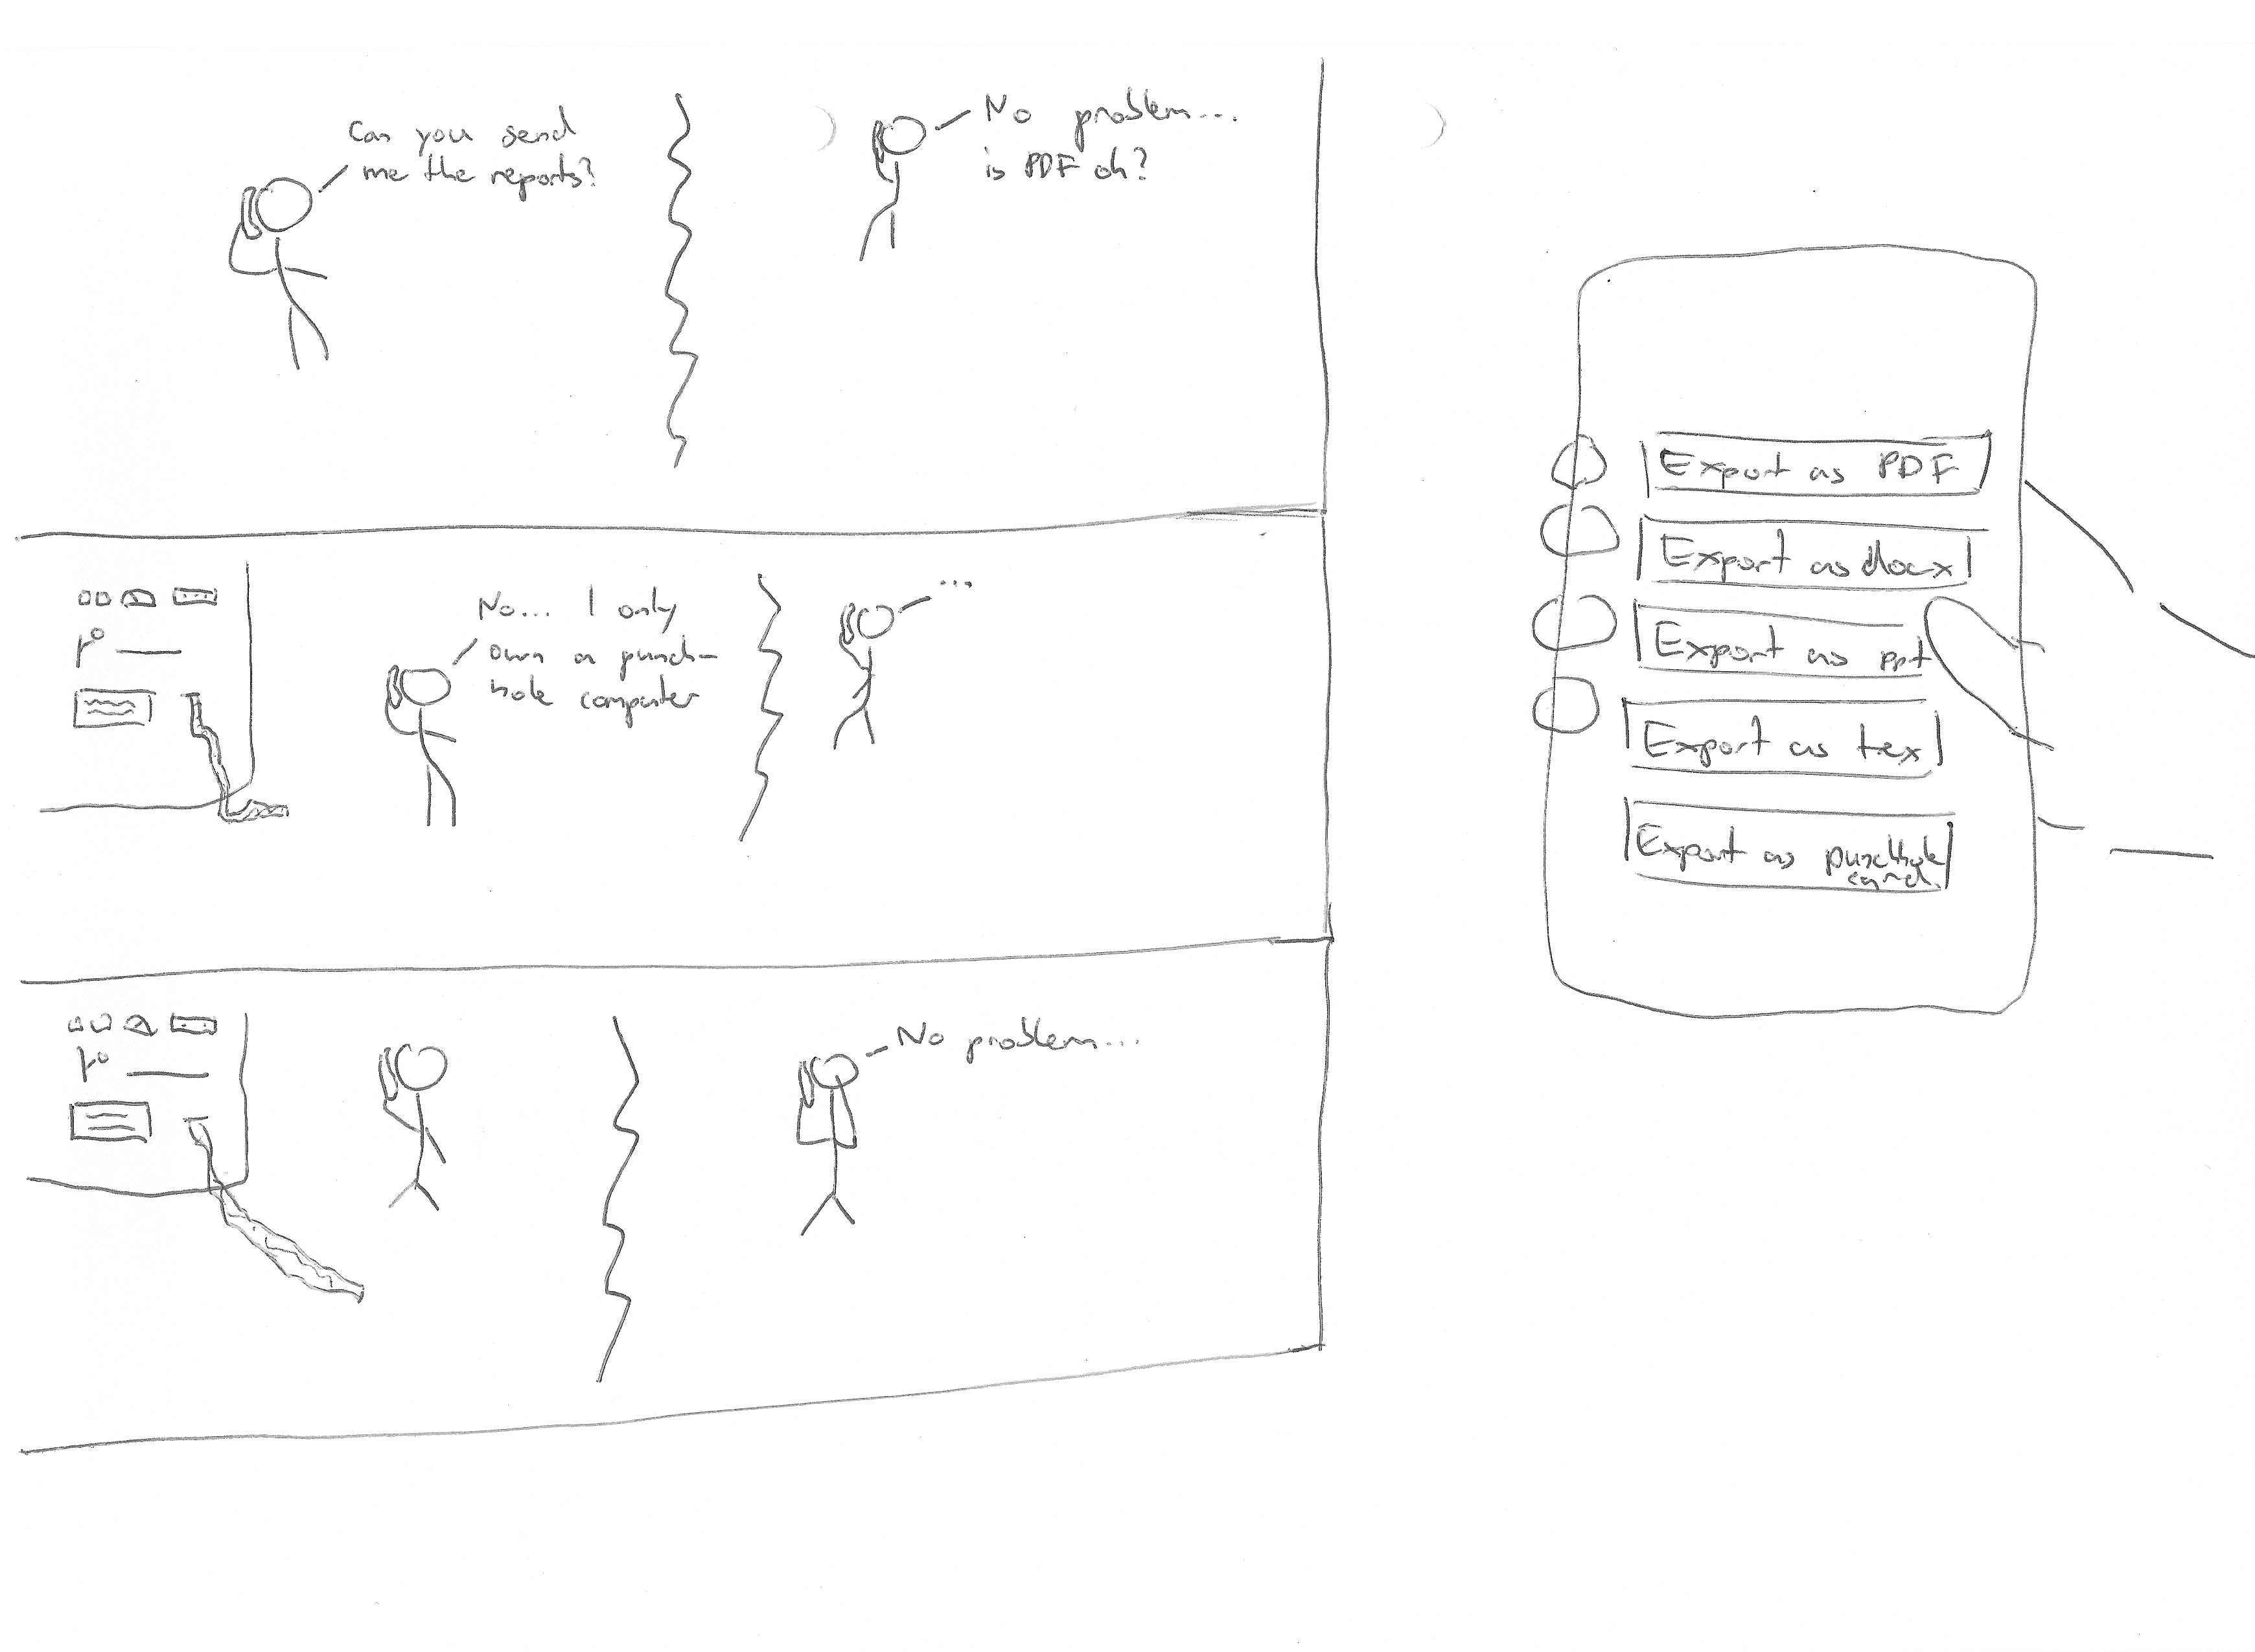 Can you send
me the reports?
No problem...
is PDF ok?
No... I only
own a punch-
hole computer
...
No problem...
Export as PDF
Export as docx
Export as ppt
Export as tex
Export as punchhole
card